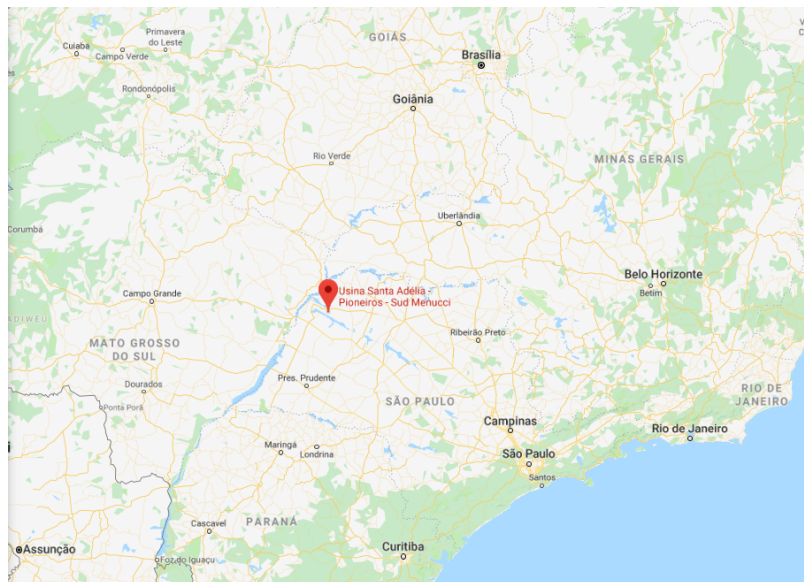 Primavera
do Leste
Cuiabá
Campo Verde
GOIÁS
Brasília
Rondonópolis
Goiânia
Rio Verde
MINAS GERAIS
Corumbá
Uberlândia
Belo Horizonte
Betim
Campo Grande
Usina Santa Adélia -
Pioneiros - Sud Menucci
Ribeirão Preto
MATO GROSSO
DO SUL
Dourados
Pres. Prudente
SÃO PAULO
RIO DE
JANEIRO
Ponta Porã
Campinas
Rio de Janeiro
Maringá
Londrina
São Paulo
Santos
Cascavel
PARANÁ
Curitiba
Assunção
Foz do Iguaçu